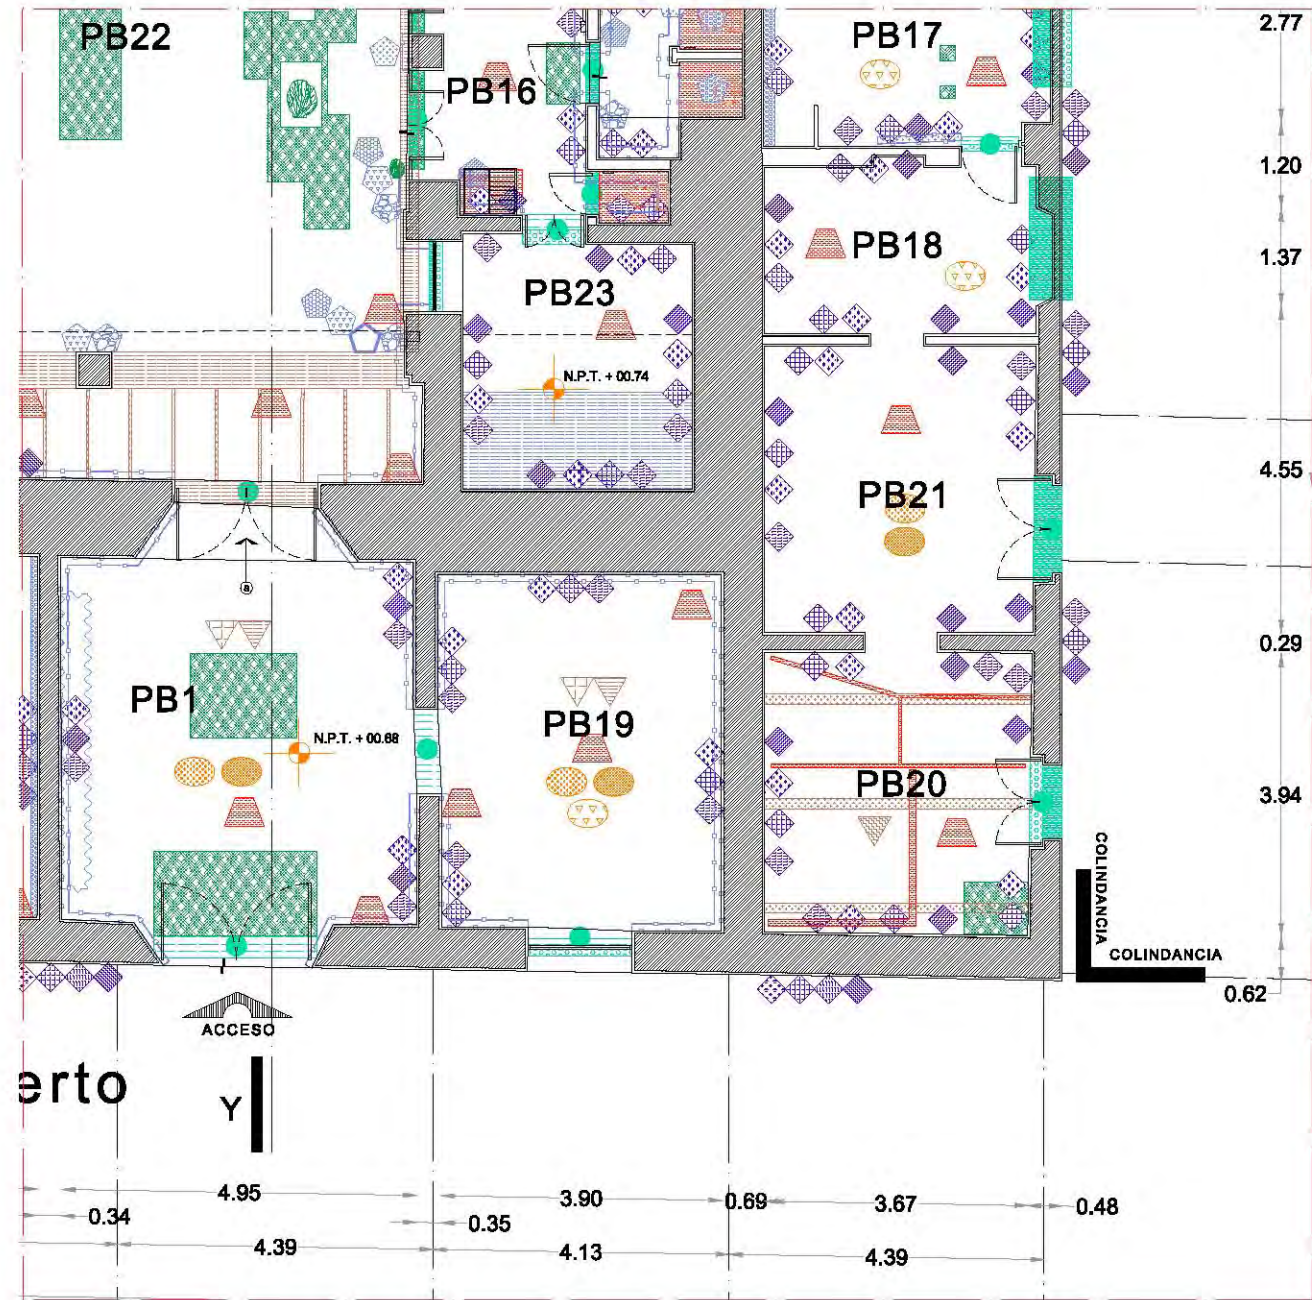 PB22
PB17
2.77
PB16
1.20
PB18
1.37
PB23
N.P.T. + 00.74
4.55
PB21
a
0.29
PB1
N.P.T. + 00.68
PB19
PB20
3.94
COLINDANCIA
COLINDANCIA
0.62
ACCESO
erto
Y
4.95
3.90
0.69
3.67
0.48
0.34
0.35
4.39
4.13
4.39